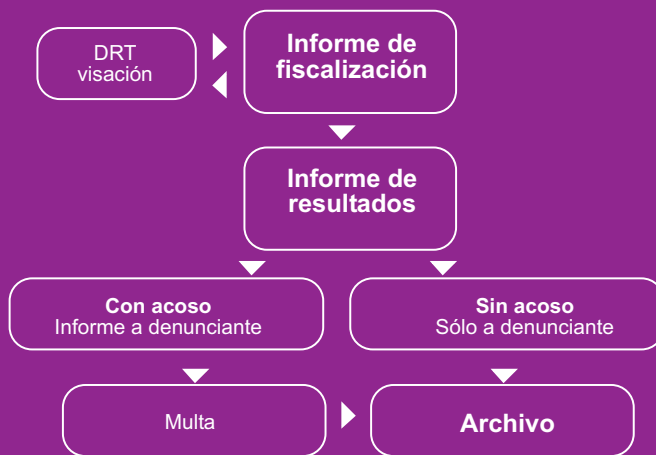 DRT
visación
Informe de
fiscalización
Informe de
resultados
Con acoso
Informe a denunciante
Sin acoso
Sólo a denunciante
Multa
Archivo